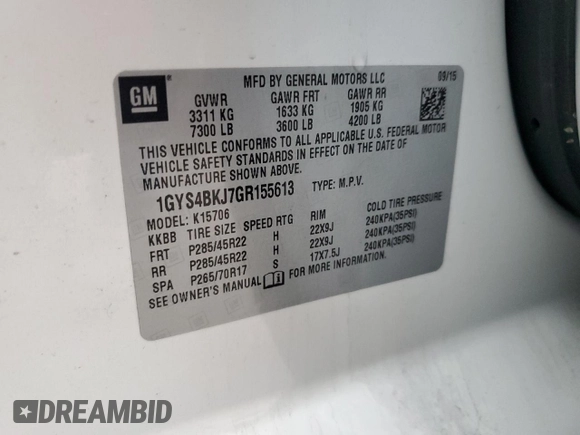 GM ®
MFD BY GENERAL MOTORS LLC 09/15
GVWR GAWR FRT GAWR RR
3311 KG 1633 KG 1905 KG
7300 LB 3600 LB 4200 LB
THIS VEHICLE CONFORMS TO ALL APPLICABLE U.S. FEDERAL MOTOR
VEHICLE SAFETY STANDARDS IN EFFECT ON THE DATE OF
MANUFACTURE SHOWN ABOVE.
1GYS4BKJ7GR155613 TYPE: M.P.V.
MODEL: K15706
KKBB TIRE SIZE SPEED RTG RIM COLD TIRE PRESSURE
FRT P285/45R22 H 22X9J 240KPA(35PSI)
RR P285/45R22 H 22X9J 240KPA(35PSI)
SPA P265/70R17 S 17X7.5J 240KPA(35PSI)
SEE OWNER'S MANUAL FOR MORE INFORMATION.
DREAMBID